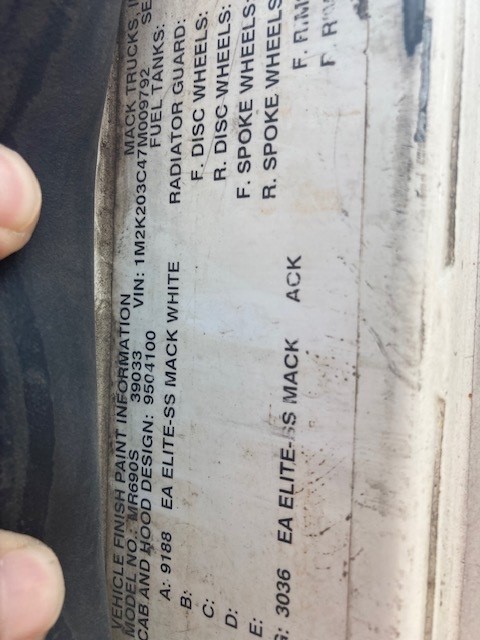 VEHICLE FINISH PAINT INFORMATION MACK TRUCKS, I
MODEL NO.: MR690S 39033 VIN: 1M2K203C47M009792 SE
CAB AND HOOD DESIGN: 9504100 FUEL TANKS:
A: 9188 EA ELITE-SS MACK WHITE RADIATOR GUARD:
B: F. DISC WHEELS:
C: R. DISC WHEELS:
D: F. SPOKE WHEELS:
E: R. SPOKE WHEELS
3036 EA ELITE-SS MACK ACK F. RIM
F. R